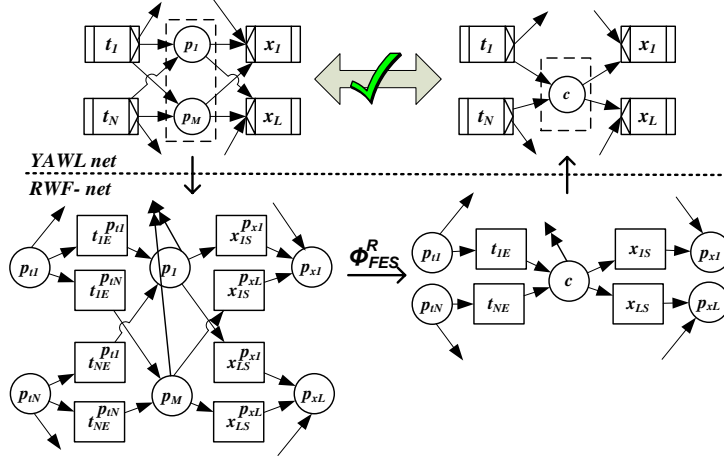 t1 p1 x1 t1 x1
c
tN pM xL tN xL
YAWL net
RWF- net
t1E^pt1 x1S^px1
pt1 p1 px1 Φ^R FES pt1 t1E x1S px1
t1E^ptN x1S^pxL c
ptN tNE xLS pxL
tNE^pt1 xLS^px1
ptN pM pxL
tNE^ptN xLS^pxL